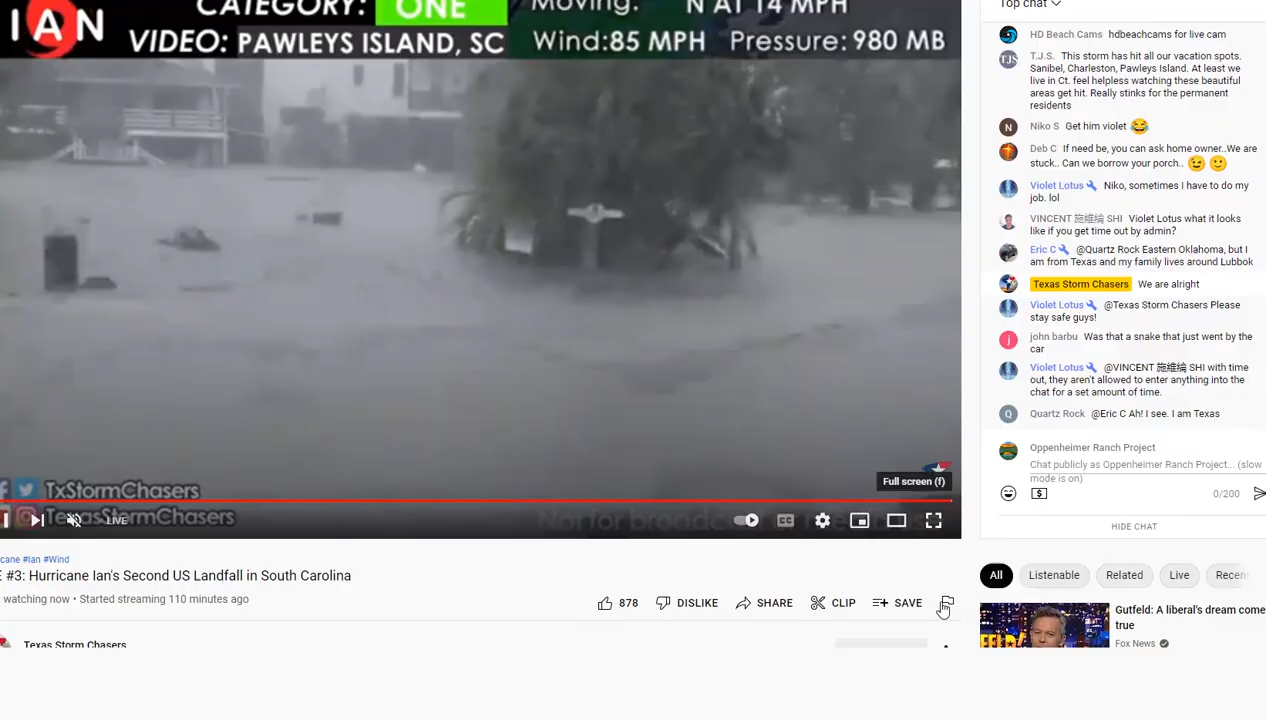 IAN
CATEGORY: ONE
Moving: N AT 14 MPH
VIDEO: PAWLEYS ISLAND, SC
Wind:85 MPH Pressure: 980 MB
Top chat
HD Beach Cams hdbeachcams for live cam
TJS
T.J.S. This storm has hit all our vacation spots.
Sanibel, Charleston, Pawleys Island. At least we
live in Ct. feel helpless watching these beautiful
areas get hit. Really stinks for the permanent
residents
N
Niko S Get him violet 😂
Deb C If need be, you can ask home owner..We are
stuck.. Can we borrow your porch.. 😉 🙂
Violet Lotus Niko, sometimes I have to do my
job. lol
VINCENT 施維綸 SHI Violet Lotus what it looks
like if you get time out by admin?
Eric C @Quartz Rock Eastern Oklahoma, but I
am from Texas and my family lives around Lubbok
Texas Storm Chasers We are alright
Violet Lotus @Texas Storm Chasers Please
stay safe guys!
j
john barbu Was that a snake that just went by the
car
Violet Lotus @VINCENT 施維綸 SHI with time
out, they aren't allowed to enter anything into the
chat for a set amount of time.
Q
Quartz Rock @Eric C Ah! I see. I am Texas
Oppenheimer Ranch Project
Chat publicly as Oppenheimer Ranch Project... (slow
mode is on)
0/200
HIDE CHAT
Full screen (f)
TxStormChasers
TexasStormChasers
LIVE
CC
Not for broadcast
cane #Ian #Wind
E #3: Hurricane Ian's Second US Landfall in South Carolina
watching now • Started streaming 110 minutes ago
878 DISLIKE SHARE CLIP SAVE
Texas Storm Chasers
All Listenable Related Live Recen
Gutfeld: A liberal's dream come
true
Fox News